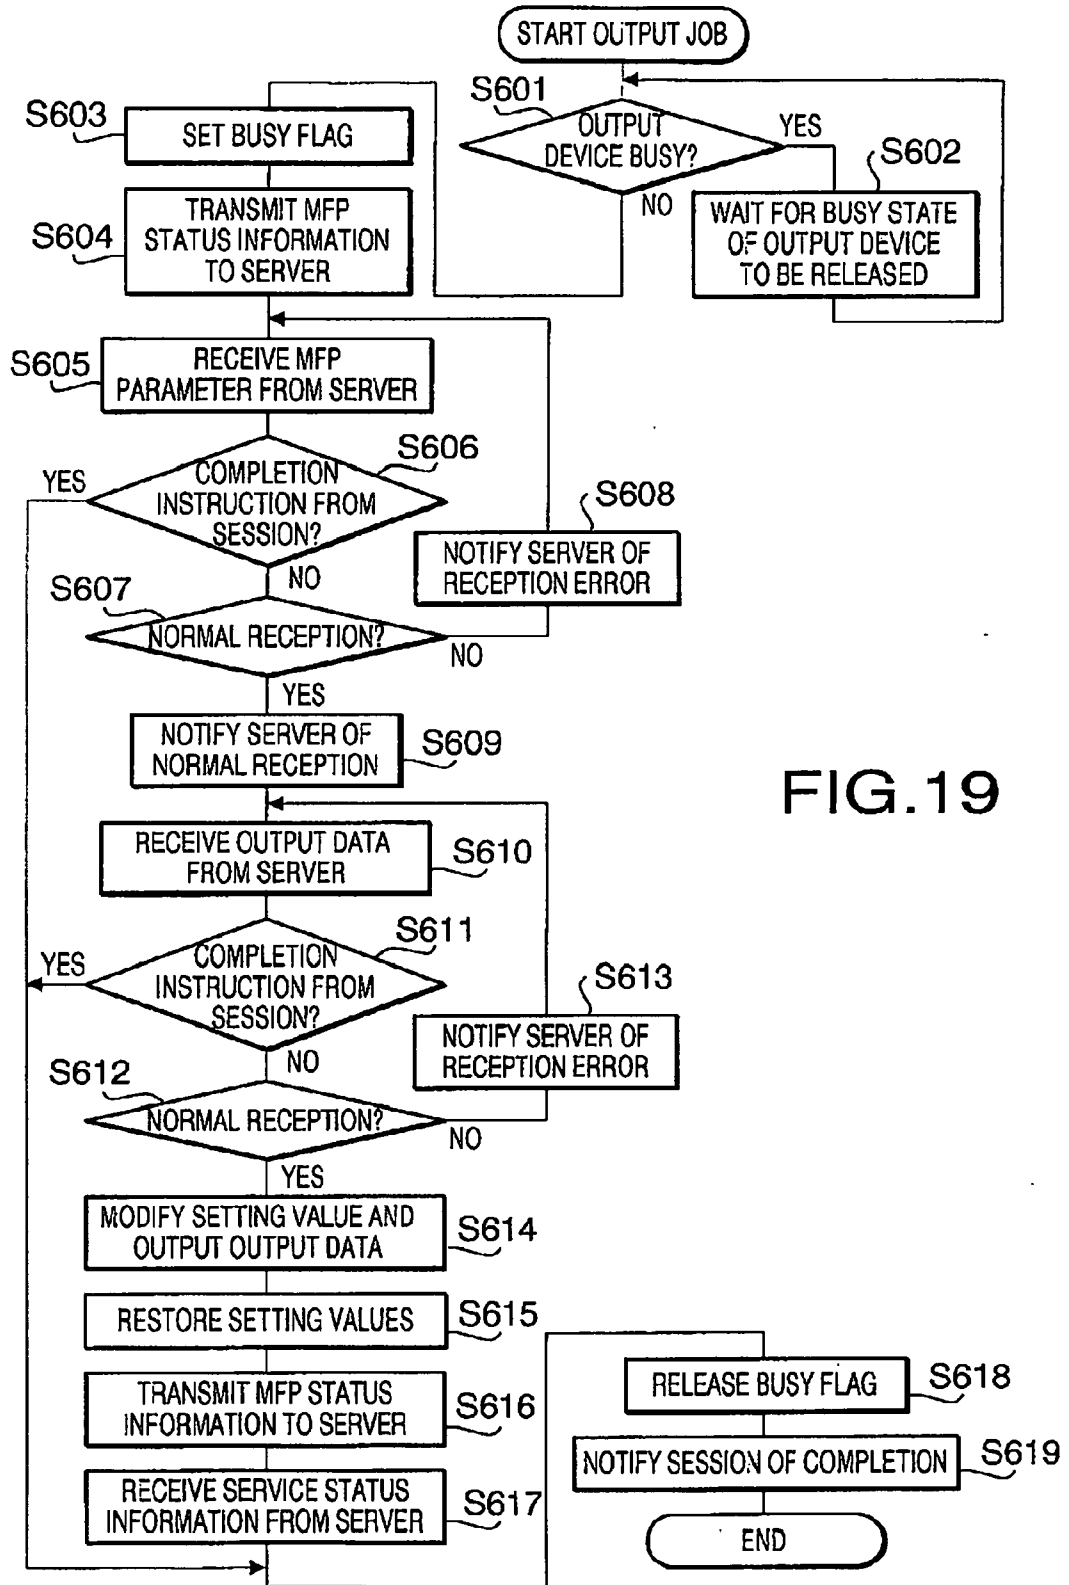 START OUTPUT JOB
S601
OUTPUT
DEVICE BUSY?
YES
NO
S602
WAIT FOR BUSY STATE
OF OUTPUT DEVICE
TO BE RELEASED
S603
SET BUSY FLAG
S604
TRANSMIT MFP
STATUS INFORMATION
TO SERVER
S605
RECEIVE MFP
PARAMETER FROM SERVER
S606
COMPLETION
INSTRUCTION FROM
SESSION?
YES
NO
S607
NORMAL RECEPTION?
NO
YES
S608
NOTIFY SERVER OF
RECEPTION ERROR
NOTIFY SERVER OF
NORMAL RECEPTION
S609
FIG.19
RECEIVE OUTPUT DATA
FROM SERVER
S610
S611
COMPLETION
INSTRUCTION FROM
SESSION?
YES
NO
S612
NORMAL RECEPTION?
NO
YES
S613
NOTIFY SERVER OF
RECEPTION ERROR
MODIFY SETTING VALUE AND
OUTPUT OUTPUT DATA
S614
RESTORE SETTING VALUES
S615
TRANSMIT MFP STATUS
INFORMATION TO SERVER
S616
RECEIVE SERVICE STATUS
INFORMATION FROM SERVER
S617
RELEASE BUSY FLAG
S618
NOTIFY SESSION OF COMPLETION
S619
END